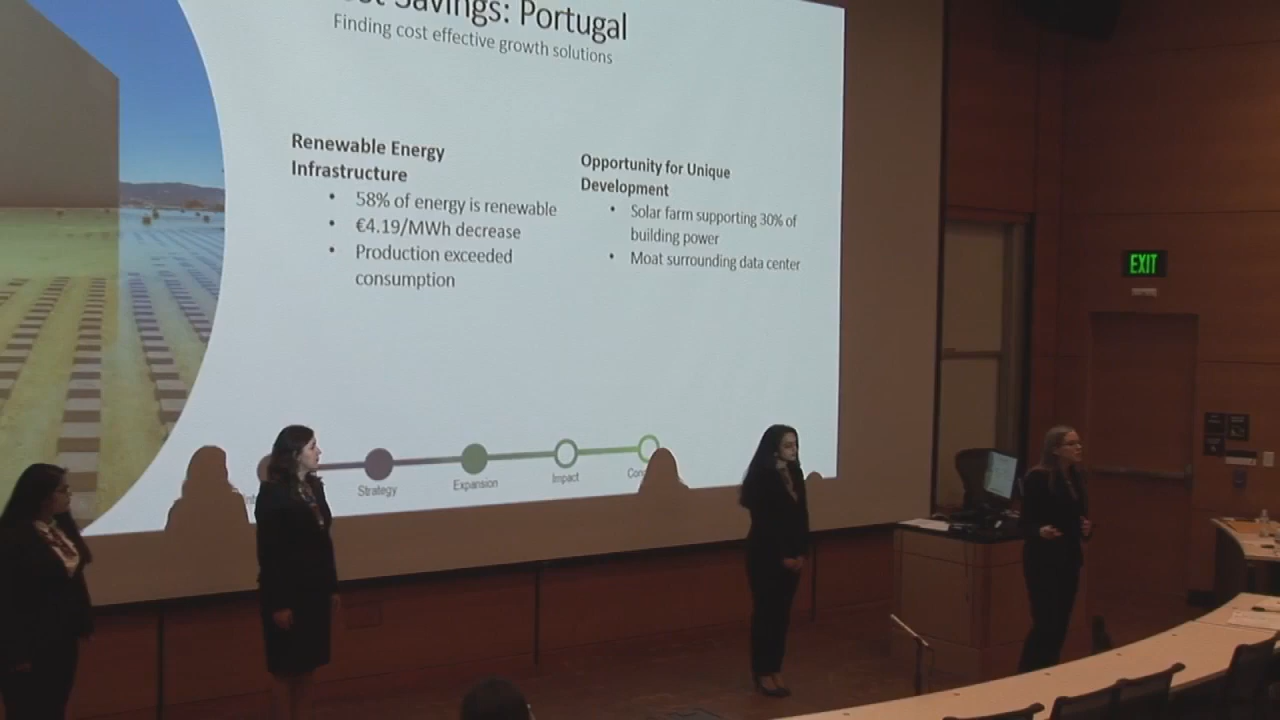 Savings: Portugal
Finding cost effective growth solutions
Renewable Energy
Infrastructure
• 58% of energy is renewable
• €4.19/MWh decrease
• Production exceeded
consumption
Opportunity for Unique
Development
• Solar farm supporting 30% of
building power
• Moat surrounding data center
Strategy
Expansion
Impact
EXIT